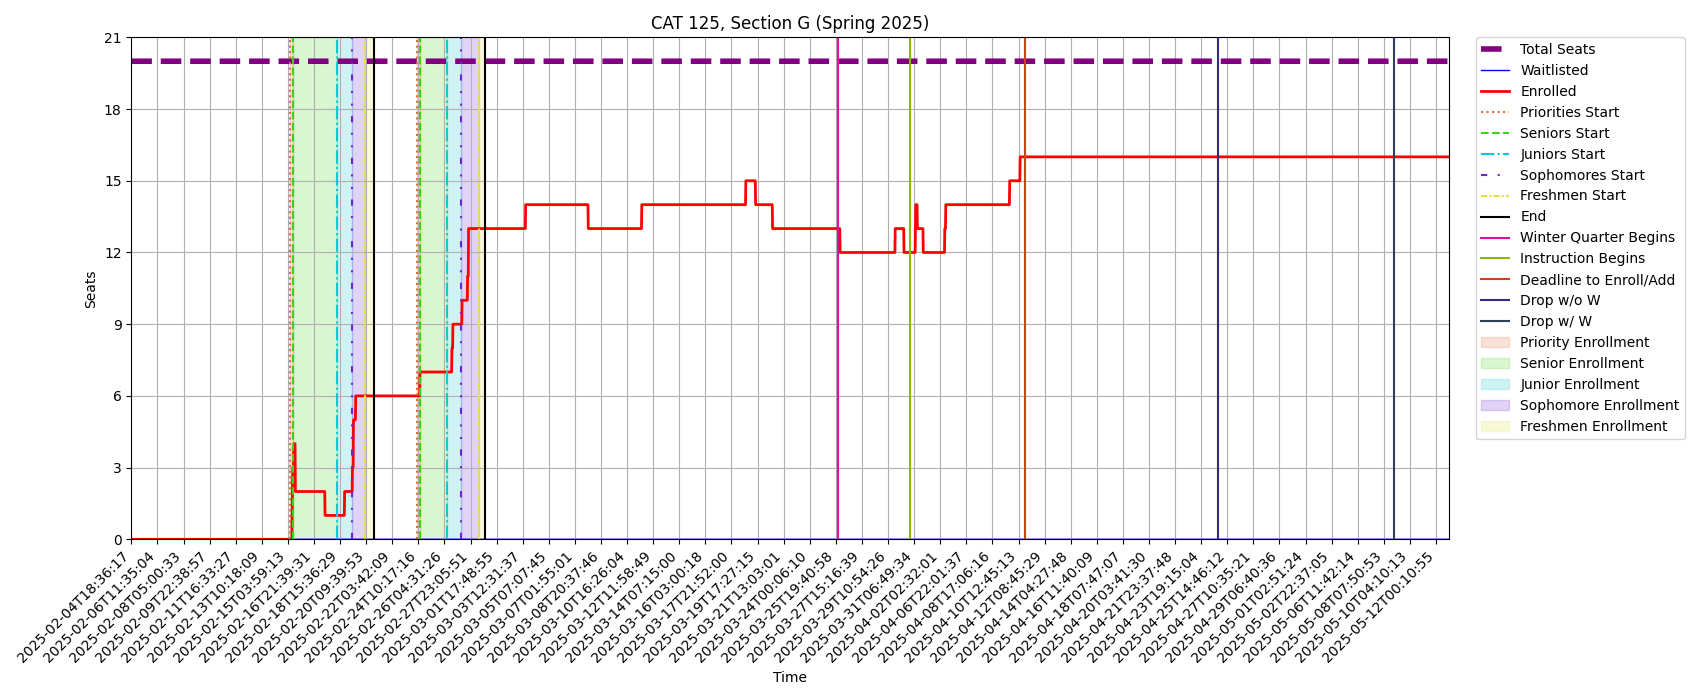 CAT 125, Section G (Spring 2025)
Seats
21
18
15
12
9
6
3
0
2025-02-04T18:36:17
2025-02-06T11:35:04
2025-02-08T05:00:33
2025-02-09T22:38:57
2025-02-11T16:33:27
2025-02-13T10:18:09
2025-02-15T03:59:13
2025-02-16T21:39:31
2025-02-18T15:36:29
2025-02-20T09:39:53
2025-02-22T03:42:09
2025-02-24T10:17:16
2025-02-26T04:31:26
2025-02-27T23:05:51
2025-03-01T17:48:55
2025-03-03T12:31:37
2025-03-05T07:07:45
2025-03-07T01:55:01
2025-03-08T20:37:46
2025-03-10T16:26:04
2025-03-12T11:58:49
2025-03-14T07:15:00
2025-03-16T03:00:18
2025-03-17T21:52:00
2025-03-19T17:27:15
2025-03-21T13:03:01
2025-03-24T00:06:10
2025-03-25T19:40:58
2025-03-27T15:16:39
2025-03-29T10:54:26
2025-03-31T06:49:34
2025-04-02T02:32:01
2025-04-06T22:01:37
2025-04-08T17:06:16
2025-04-10T12:45:13
2025-04-12T08:45:29
2025-04-14T04:27:48
2025-04-16T11:40:09
2025-04-18T07:47:07
2025-04-20T03:41:30
2025-04-21T23:37:48
2025-04-23T19:15:04
2025-04-25T14:46:12
2025-04-27T10:35:21
2025-04-29T06:40:36
2025-05-01T02:51:24
2025-05-02T22:37:05
2025-05-06T11:42:14
2025-05-08T07:50:53
2025-05-10T04:10:13
2025-05-12T00:10:55
Time
Total Seats
Waitlisted
Enrolled
Priorities Start
Seniors Start
Juniors Start
Sophomores Start
Freshmen Start
End
Winter Quarter Begins
Instruction Begins
Deadline to Enroll/Add
Drop w/o W
Drop w/ W
Priority Enrollment
Senior Enrollment
Junior Enrollment
Sophomore Enrollment
Freshmen Enrollment